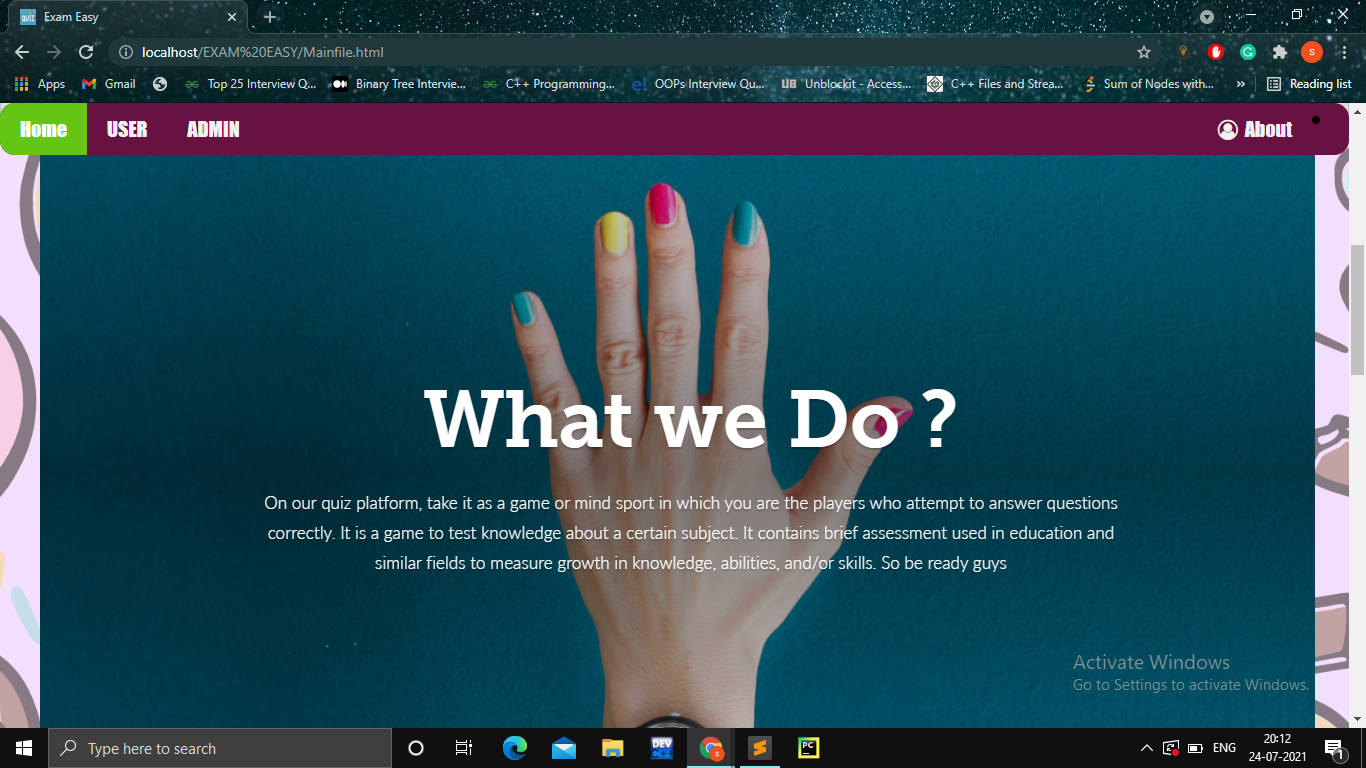 QUIZ
Exam Easy
localhost/EXAM%20EASY/Mainfile.html
S
Apps
Gmail
Top 25 Interview Q...
Binary Tree Intervie...
C++ Programming...
OOPs Interview Qu...
UB
Unblockit - Access...
C++ Files and Strea...
Sum of Nodes with...
»
Reading list
Home
USER
ADMIN
About
What we Do ?
On our quiz platform, take it as a game or mind sport in which you are the players who attempt to answer questions
correctly. It is a game to test knowledge about a certain subject. It contains brief assessment used in education and
similar fields to measure growth in knowledge, abilities, and/or skills. So be ready guys
Activate Windows
Go to Settings to activate Windows.
Type here to search
DEV
S
PC
ENG
20:12
24-07-2021
1